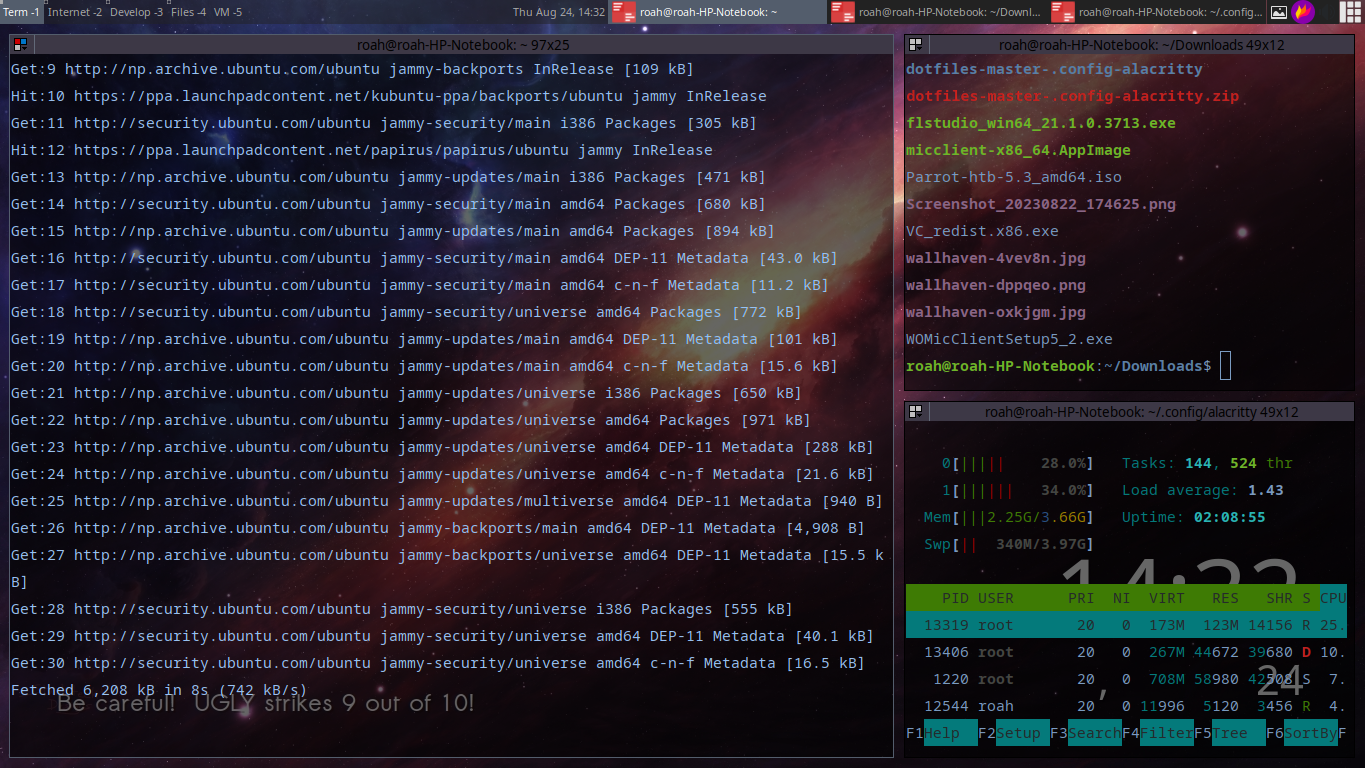 Term -1 Internet -2 Develop -3 Files -4 VM -5 Thu Aug 24, 14:32 roah@roah-HP-Notebook: ~ roah@roah-HP-Notebook: ~/Downl... roah@roah-HP-Notebook: ~/.config...
roah@roah-HP-Notebook: ~ 97x25
Get:9 http://np.archive.ubuntu.com/ubuntu jammy-backports InRelease [109 kB]
Hit:10 https://ppa.launchpadcontent.net/kubuntu-ppa/backports/ubuntu jammy InRelease
Get:11 http://security.ubuntu.com/ubuntu jammy-security/main i386 Packages [305 kB]
Hit:12 https://ppa.launchpadcontent.net/papirus/papirus/ubuntu jammy InRelease
Get:13 http://np.archive.ubuntu.com/ubuntu jammy-updates/main i386 Packages [471 kB]
Get:14 http://security.ubuntu.com/ubuntu jammy-security/main amd64 Packages [680 kB]
Get:15 http://np.archive.ubuntu.com/ubuntu jammy-updates/main amd64 Packages [894 kB]
Get:16 http://security.ubuntu.com/ubuntu jammy-security/main amd64 DEP-11 Metadata [43.0 kB]
Get:17 http://security.ubuntu.com/ubuntu jammy-security/main amd64 c-n-f Metadata [11.2 kB]
Get:18 http://security.ubuntu.com/ubuntu jammy-security/universe amd64 Packages [772 kB]
Get:19 http://np.archive.ubuntu.com/ubuntu jammy-updates/main amd64 DEP-11 Metadata [101 kB]
Get:20 http://np.archive.ubuntu.com/ubuntu jammy-updates/main amd64 c-n-f Metadata [15.6 kB]
Get:21 http://np.archive.ubuntu.com/ubuntu jammy-updates/universe i386 Packages [650 kB]
Get:22 http://np.archive.ubuntu.com/ubuntu jammy-updates/universe amd64 Packages [971 kB]
Get:23 http://np.archive.ubuntu.com/ubuntu jammy-updates/universe amd64 DEP-11 Metadata [288 kB]
Get:24 http://np.archive.ubuntu.com/ubuntu jammy-updates/universe amd64 c-n-f Metadata [21.6 kB]
Get:25 http://np.archive.ubuntu.com/ubuntu jammy-updates/multiverse amd64 DEP-11 Metadata [940 B]
Get:26 http://np.archive.ubuntu.com/ubuntu jammy-backports/main amd64 DEP-11 Metadata [4,908 B]
Get:27 http://np.archive.ubuntu.com/ubuntu jammy-backports/universe amd64 DEP-11 Metadata [15.5 k
B]
Get:28 http://security.ubuntu.com/ubuntu jammy-security/universe i386 Packages [555 kB]
Get:29 http://security.ubuntu.com/ubuntu jammy-security/universe amd64 DEP-11 Metadata [40.1 kB]
Get:30 http://security.ubuntu.com/ubuntu jammy-security/universe amd64 c-n-f Metadata [16.5 kB]
Fetched 6,208 kB in 8s (742 kB/s)
Be careful! UGLY strikes 9 out of 10!
roah@roah-HP-Notebook: ~/Downloads 49x12
dotfiles-master-.config-alacritty
dotfiles-master-.config-alacritty.zip
flstudio_win64_21.1.0.3713.exe
micclient-x86_64.AppImage
Parrot-htb-5.3_amd64.iso
Screenshot_20230822_174625.png
VC_redist.x86.exe
wallhaven-4vev8n.jpg
wallhaven-dppqeo.png
wallhaven-oxkjgm.jpg
WOMicClientSetup5_2.exe
roah@roah-HP-Notebook:~/Downloads$
roah@roah-HP-Notebook: ~/.config/alacritty 49x12
0[||||| 28.0%] Tasks: 144, 524 thr
1[|||||| 34.0%] Load average: 1.43
Mem[|||2.25G/3.66G] Uptime: 02:08:55
Swp[|| 340M/3.97G]
PID USER PRI NI VIRT RES SHR S CPU
13319 root 20 0 173M 123M 14156 R 25.
13406 root 20 0 267M 44672 39680 D 10.
1220 root 20 0 708M 58980 42508 S 7.
12544 roah 20 0 11996 5120 3456 R 4.
F1Help F2Setup F3SearchF4FilterF5Tree F6SortByF
, 24